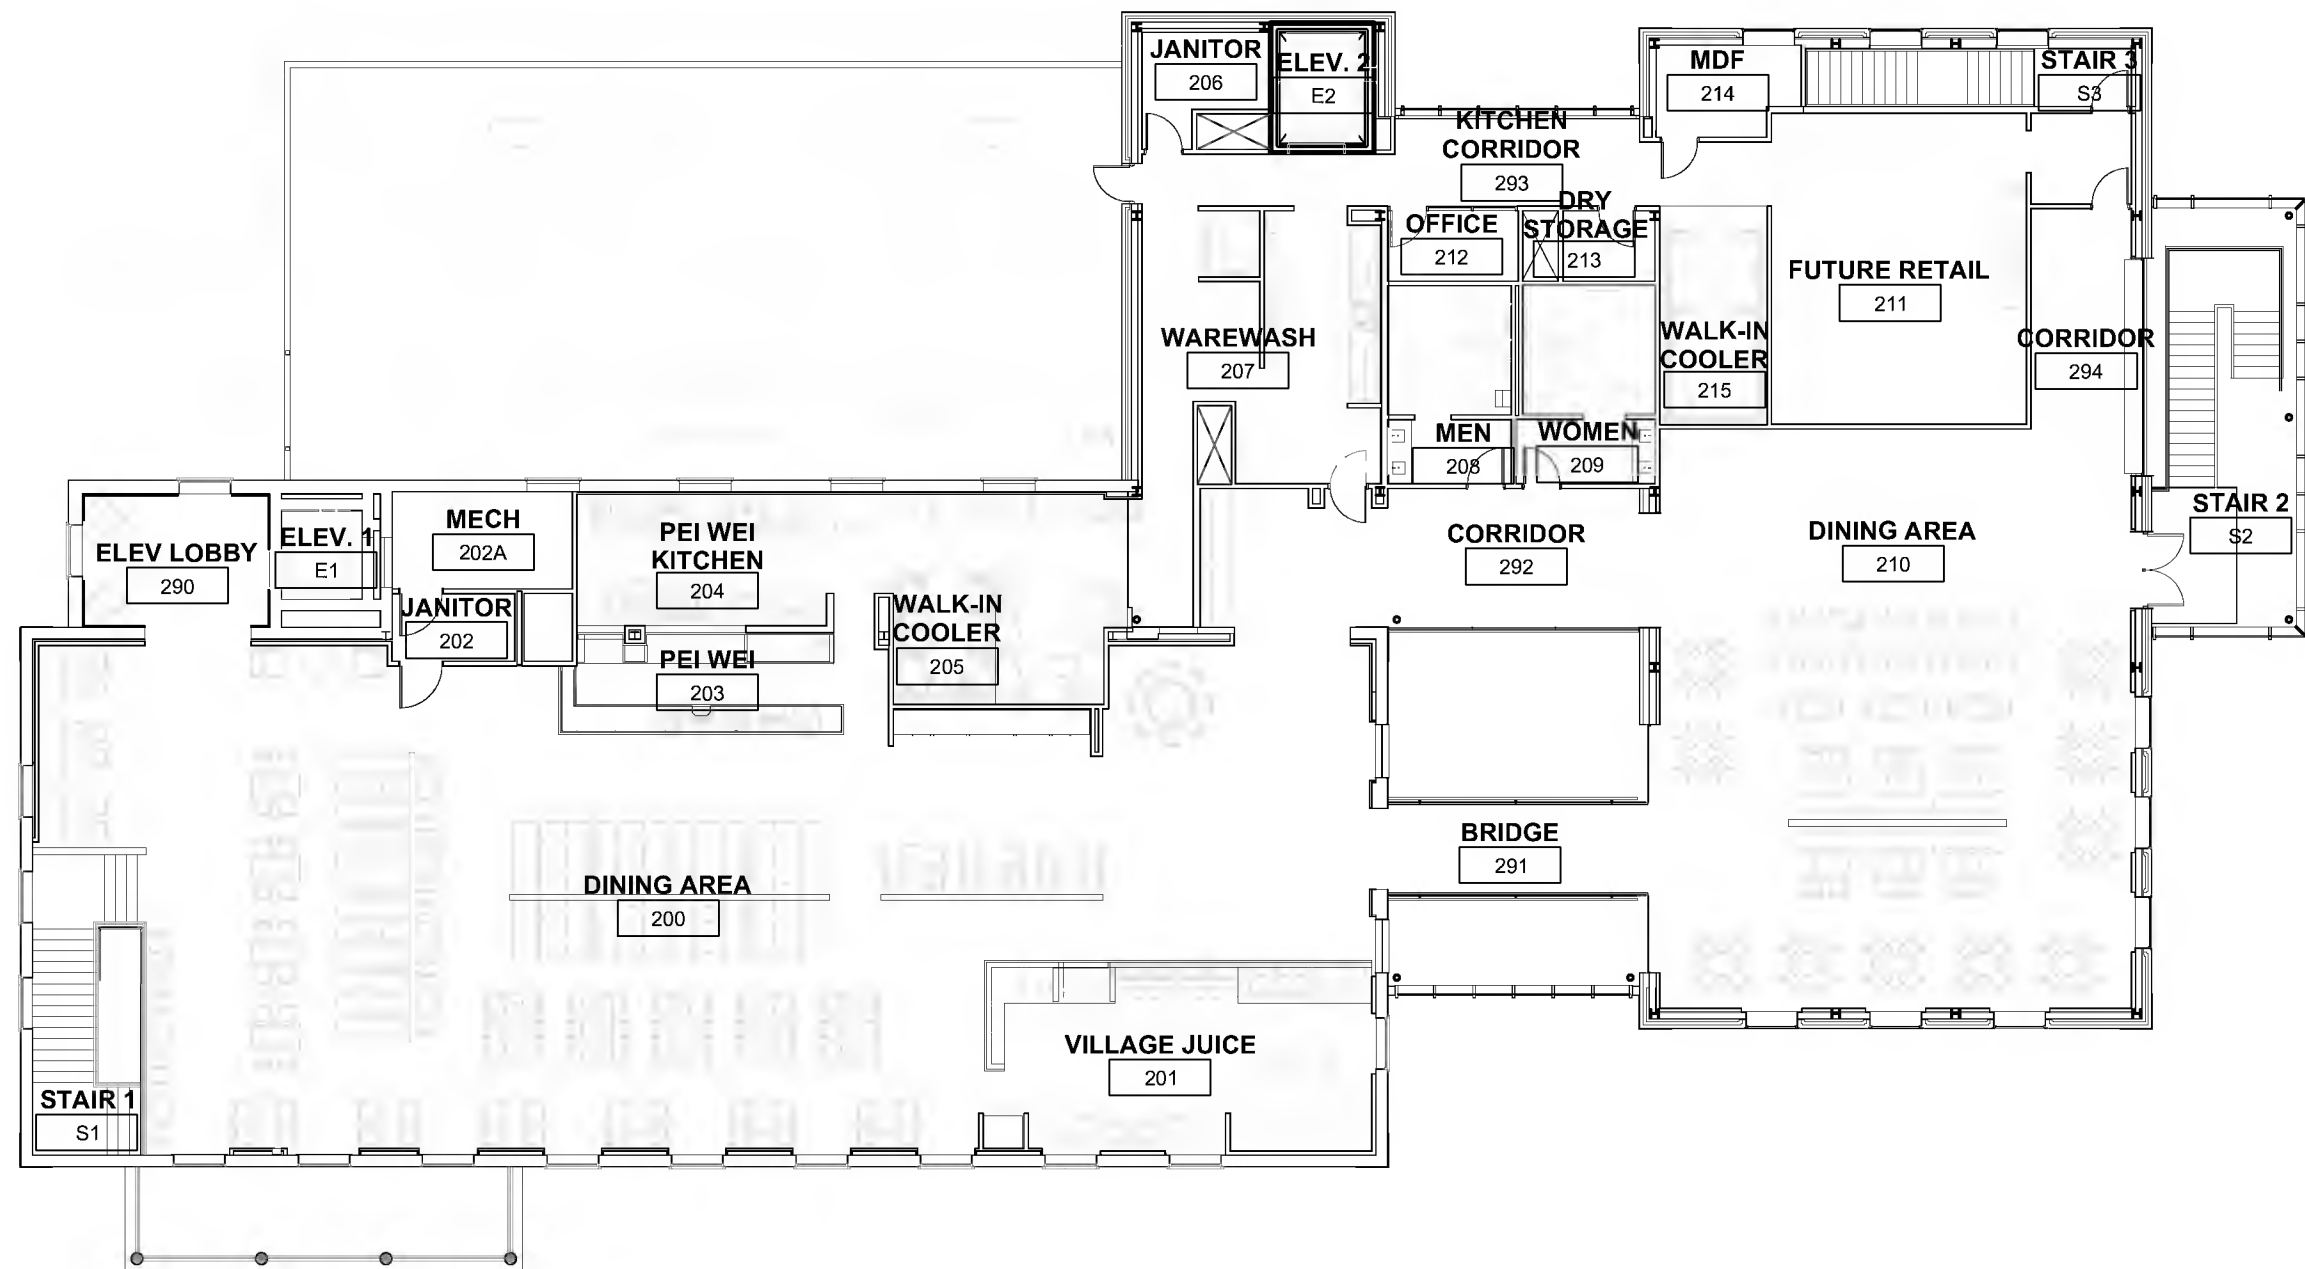 JANITOR
206
ELEV. 2
E2
MDF
214
STAIR 3
S3
KITCHEN
CORRIDOR
293
DRY
STORAGE
213
OFFICE
212
FUTURE RETAIL
211
WAREWASH
207
WALK-IN
COOLER
215
CORRIDOR
294
MEN
208
WOMEN
209
STAIR 2
S2
ELEV LOBBY
290
ELEV. 1
E1
MECH
202A
JANITOR
202
PEI WEI
KITCHEN
204
PEI WEI
203
WALK-IN
COOLER
205
CORRIDOR
292
DINING AREA
210
BRIDGE
291
DINING AREA
200
VILLAGE JUICE
201
STAIR 1
S1